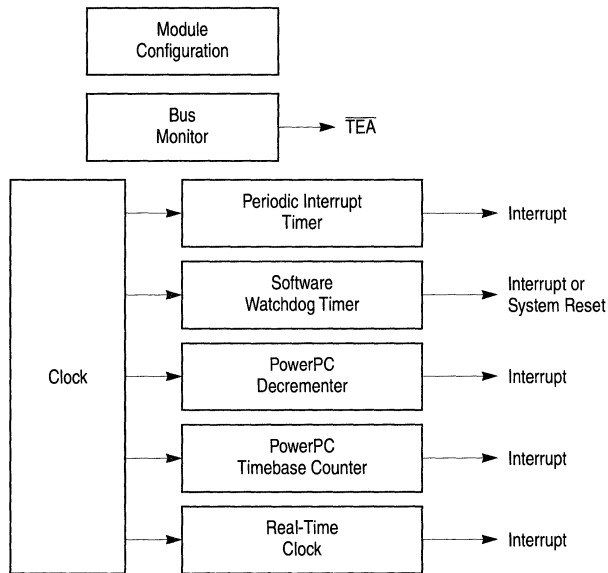 Module
Configuration
Bus
Monitor
TEA
Clock
Periodic Interrupt
Timer
Interrupt
Software
Watchdog Timer
Interrupt or
System Reset
PowerPC
Decrementer
Interrupt
PowerPC
Timebase Counter
Interrupt
Real-Time
Clock
Interrupt